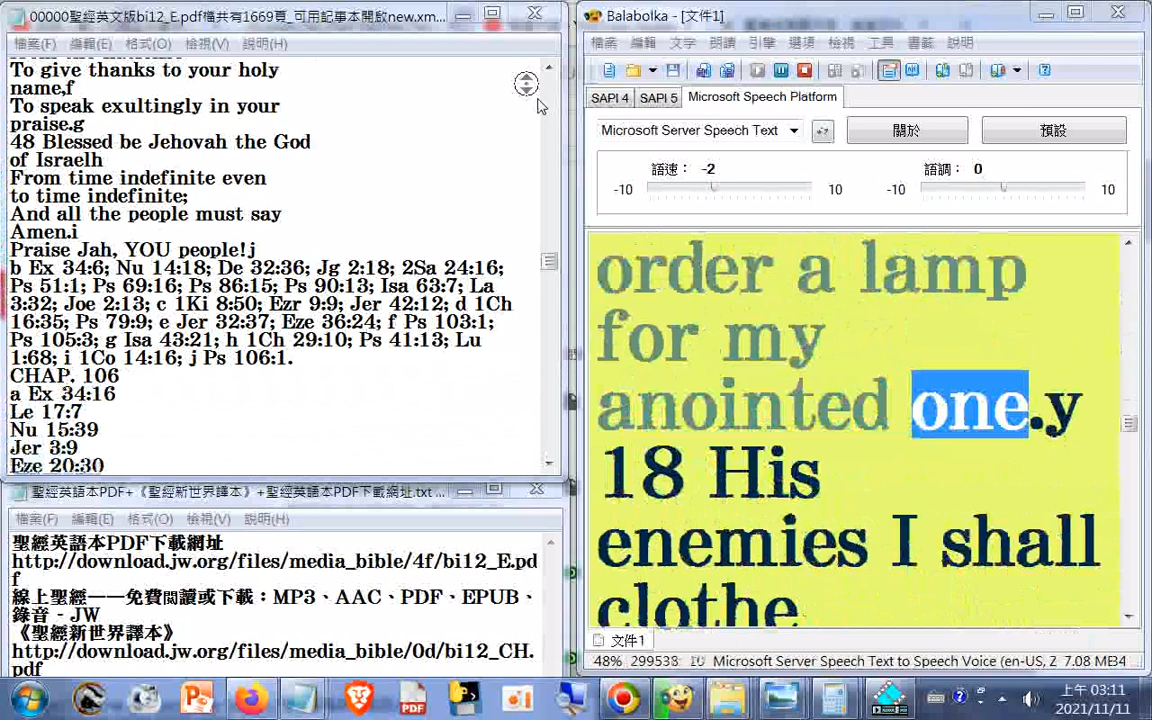 00000聖經英文版bi12_E.pdf檔共有1669頁_可用記事本開啟new.xm...
檔案(F) 編輯(E) 格式(O) 檢視(V) 說明(H)
To give thanks to your holy
name,f
To speak exultingly in your
praise.g
48 Blessed be Jehovah the God
of Israelh
From time indefinite even
to time indefinite;
And all the people must say
Amen.i
Praise Jah, YOU people!j
b Ex 34:6; Nu 14:18; De 32:36; Jg 2:18; 2Sa 24:16;
Ps 51:1; Ps 69:16; Ps 86:15; Ps 90:13; Isa 63:7; La
3:32; Joe 2:13; c 1Ki 8:50; Ezr 9:9; Jer 42:12; d 1Ch
16:35; Ps 79:9; e Jer 32:37; Eze 36:24; f Ps 103:1;
Ps 105:3; g Isa 43:21; h 1Ch 29:10; Ps 41:13; Lu
1:68; i 1Co 14:16; j Ps 106:1.
CHAP. 106
a Ex 34:16
Le 17:7
Nu 15:39
Jer 3:9
Eze 20:30
聖經英語本PDF+《聖經新世界譯本》+聖經英語本PDF下載網址.txt ...
檔案(F) 編輯(E) 格式(O) 檢視(V) 說明(H)
聖經英語本PDF下載網址
http://download.jw.org/files/media_bible/4f/bi12_E.pd
f
線上聖經——免費閱讀或下載：MP3、AAC、PDF、EPUB、
錄音 - JW
《聖經新世界譯本》
http://download.jw.org/files/media_bible/0d/bi12_CH.
pdf
Balabolka - [文件1]
檔案 編輯 文字 朗讀 引擎 選項 檢視 工具 書籤 說明
SAPI 4 SAPI 5 Microsoft Speech Platform
Microsoft Server Speech Text 關於 預設
語速： -2 語調： 0
-10 10 -10 10
order a lamp
for my
anointed one.y
18 His
enemies I shall
clothe
文件1
48% 299538 Microsoft Server Speech Text to Speech Voice (en-US, Z 7.08 MB34
PDF
上午 03:11
2021/11/11